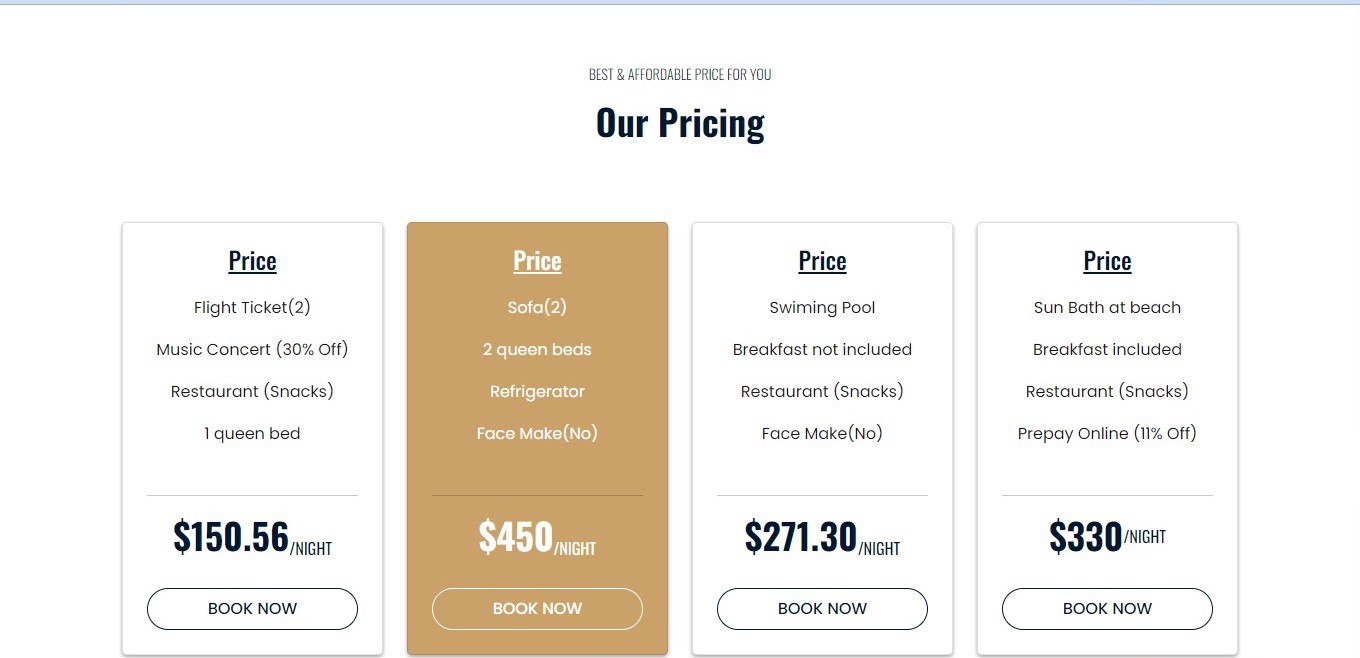 BEST & AFFORDABLE PRICE FOR YOU
Our Pricing
Price
Flight Ticket(2)
Music Concert (30% Off)
Restaurant (Snacks)
1 queen bed
$150.56/NIGHT
BOOK NOW
Price
Sofa(2)
2 queen beds
Refrigerator
Face Make(No)
$450/NIGHT
BOOK NOW
Price
Swiming Pool
Breakfast not included
Restaurant (Snacks)
Face Make(No)
$271.30/NIGHT
BOOK NOW
Price
Sun Bath at beach
Breakfast included
Restaurant (Snacks)
Prepay Online (11% Off)
$330/NIGHT
BOOK NOW